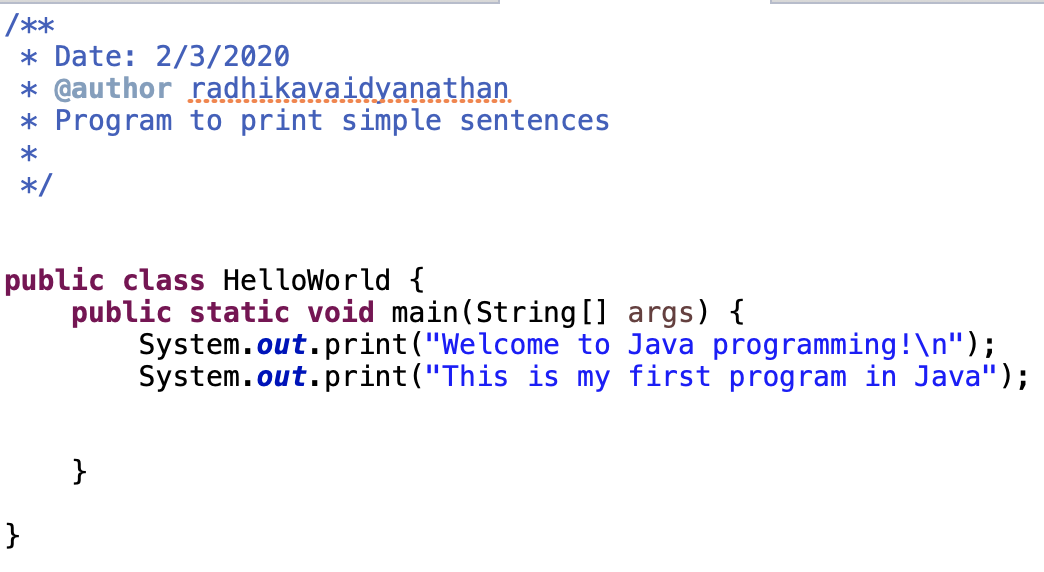 /**
 * Date: 2/3/2020
 * @author radhikavaidyanathan
 * Program to print simple sentences
 *
 */
public class HelloWorld {
    public static void main(String[] args) {
        System.out.print("Welcome to Java programming!\n");
        System.out.print("This is my first program in Java");
    }
}